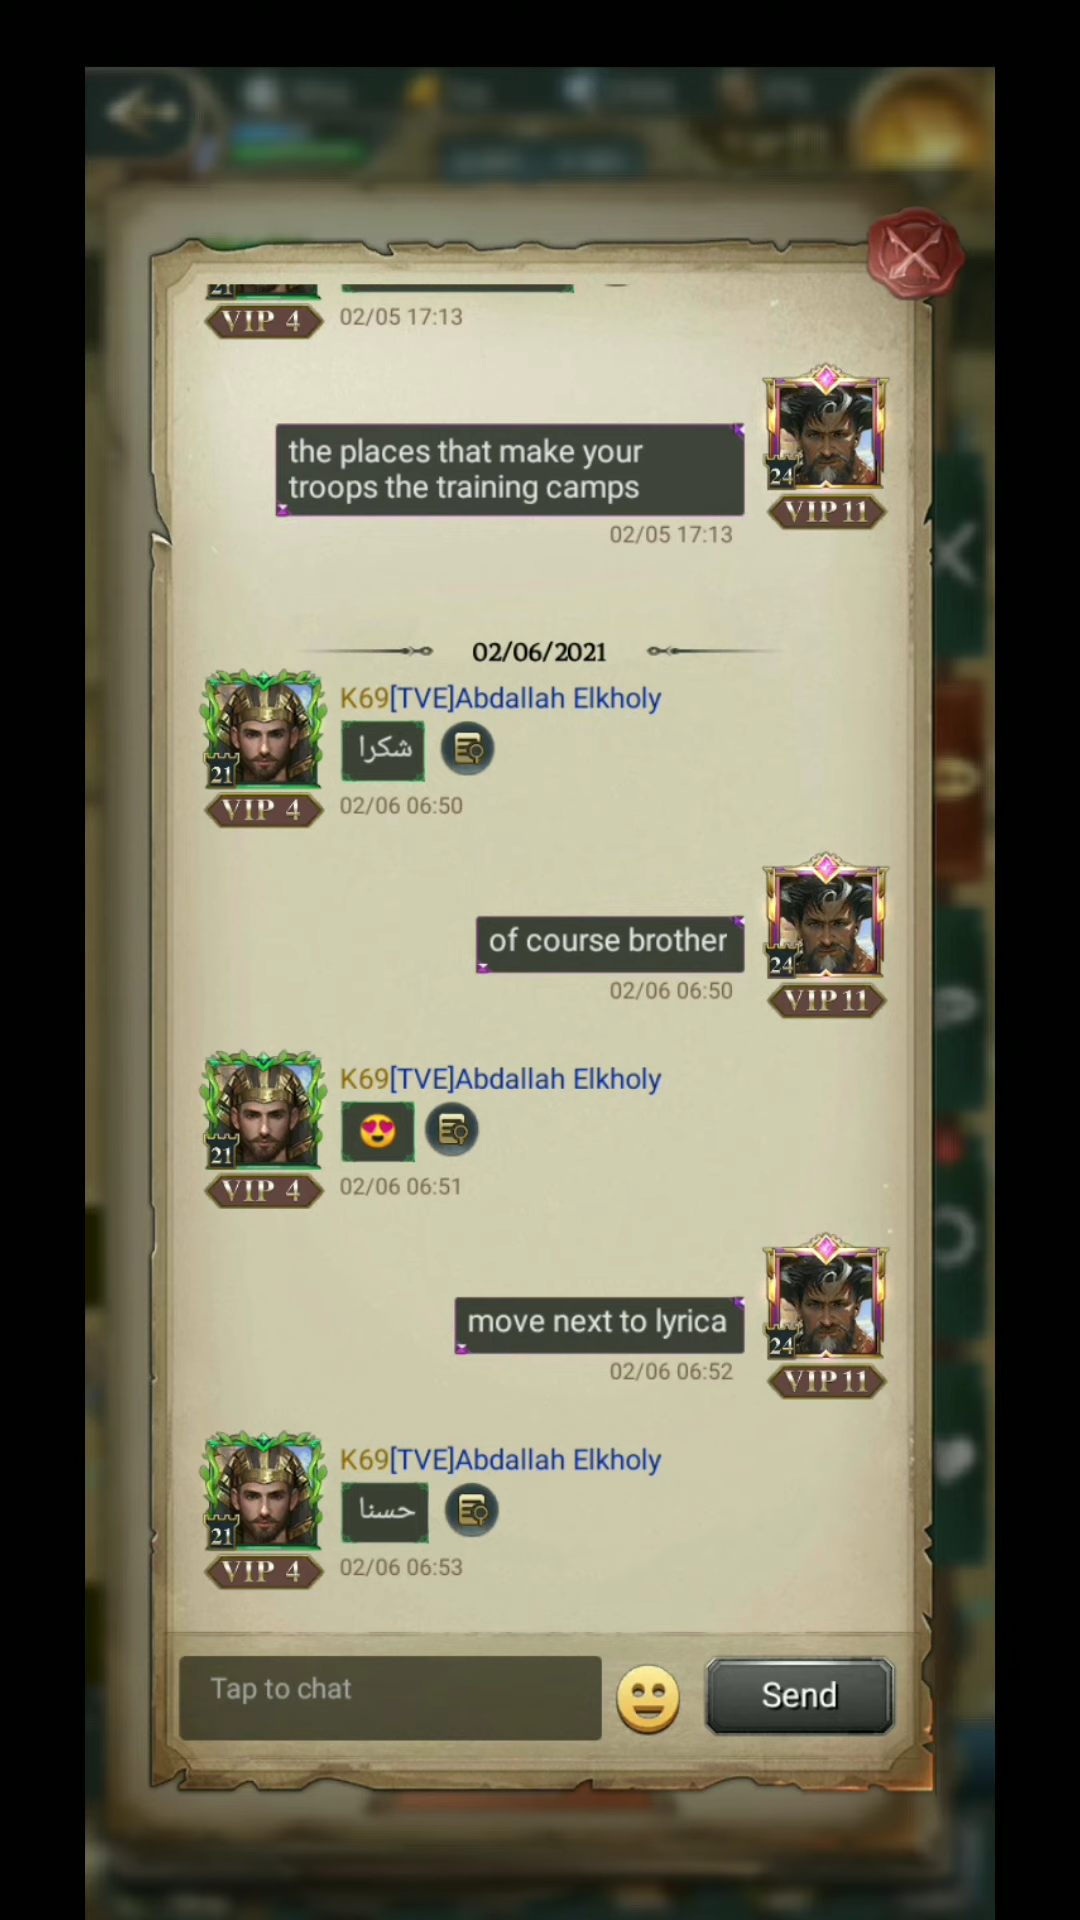 21
VIP 4
02/05 17:13
the places that make your
troops the training camps
24
VIP 11
02/05 17:13
02/06/2021
K69[TVE]Abdallah Elkholy
شكرا
21
VIP 4
02/06 06:50
of course brother
24
VIP 11
02/06 06:50
K69[TVE]Abdallah Elkholy
😍
21
VIP 4
02/06 06:51
move next to lyrica
24
VIP 11
02/06 06:52
K69[TVE]Abdallah Elkholy
حسنا
21
VIP 4
02/06 06:53
Tap to chat
Send